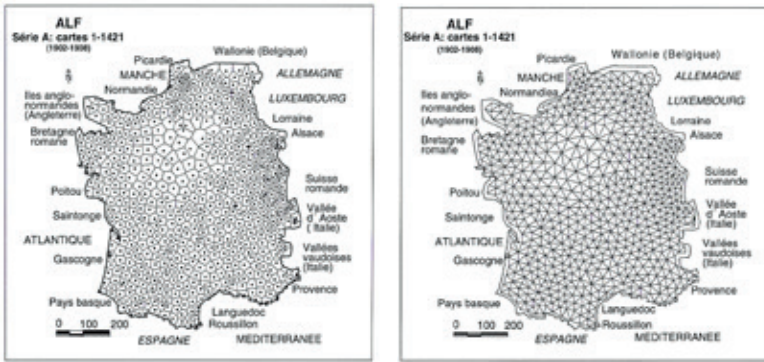 ALF
Série A: cartes 1-1421
(1902-1908)
Picardie
Wallonie (Belgique)
MANCHE
ALLEMAGNE
Normandie
LUXEMBOURG
Iles anglo-
normandes
(Angleterre)
Lorraine
Alsace
Bretagne
romane
Suisse
romande
Poitou
Vallée
d'Aoste
(Italie)
Saintonge
ATLANTIQUE
Vallées
vaudoises
(Italie)
Gascogne
Provence
Pays basque
Languedoc
Roussillon
0 100 200
ESPAGNE
MEDITERRANEE
ALF
Série A: cartes 1-1421
(1902-1908)
Picardie
Wallonie (Belgique)
MANCHE
ALLEMAGNE
Normandie
LUXEMBOURG
Iles anglo-
normandes
(Angleterre)
Lorraine
Alsace
Bretagne
romane
Suisse
romande
Poitou
Vallée
d'Aoste
(Italie)
Saintonge
ATLANTIQUE
Vallées
vaudoises
(Italie)
Gascogne
Provence
Pays basque
Languedoc
Roussillon
0 100 200
ESPAGNE
MEDITERRANEE